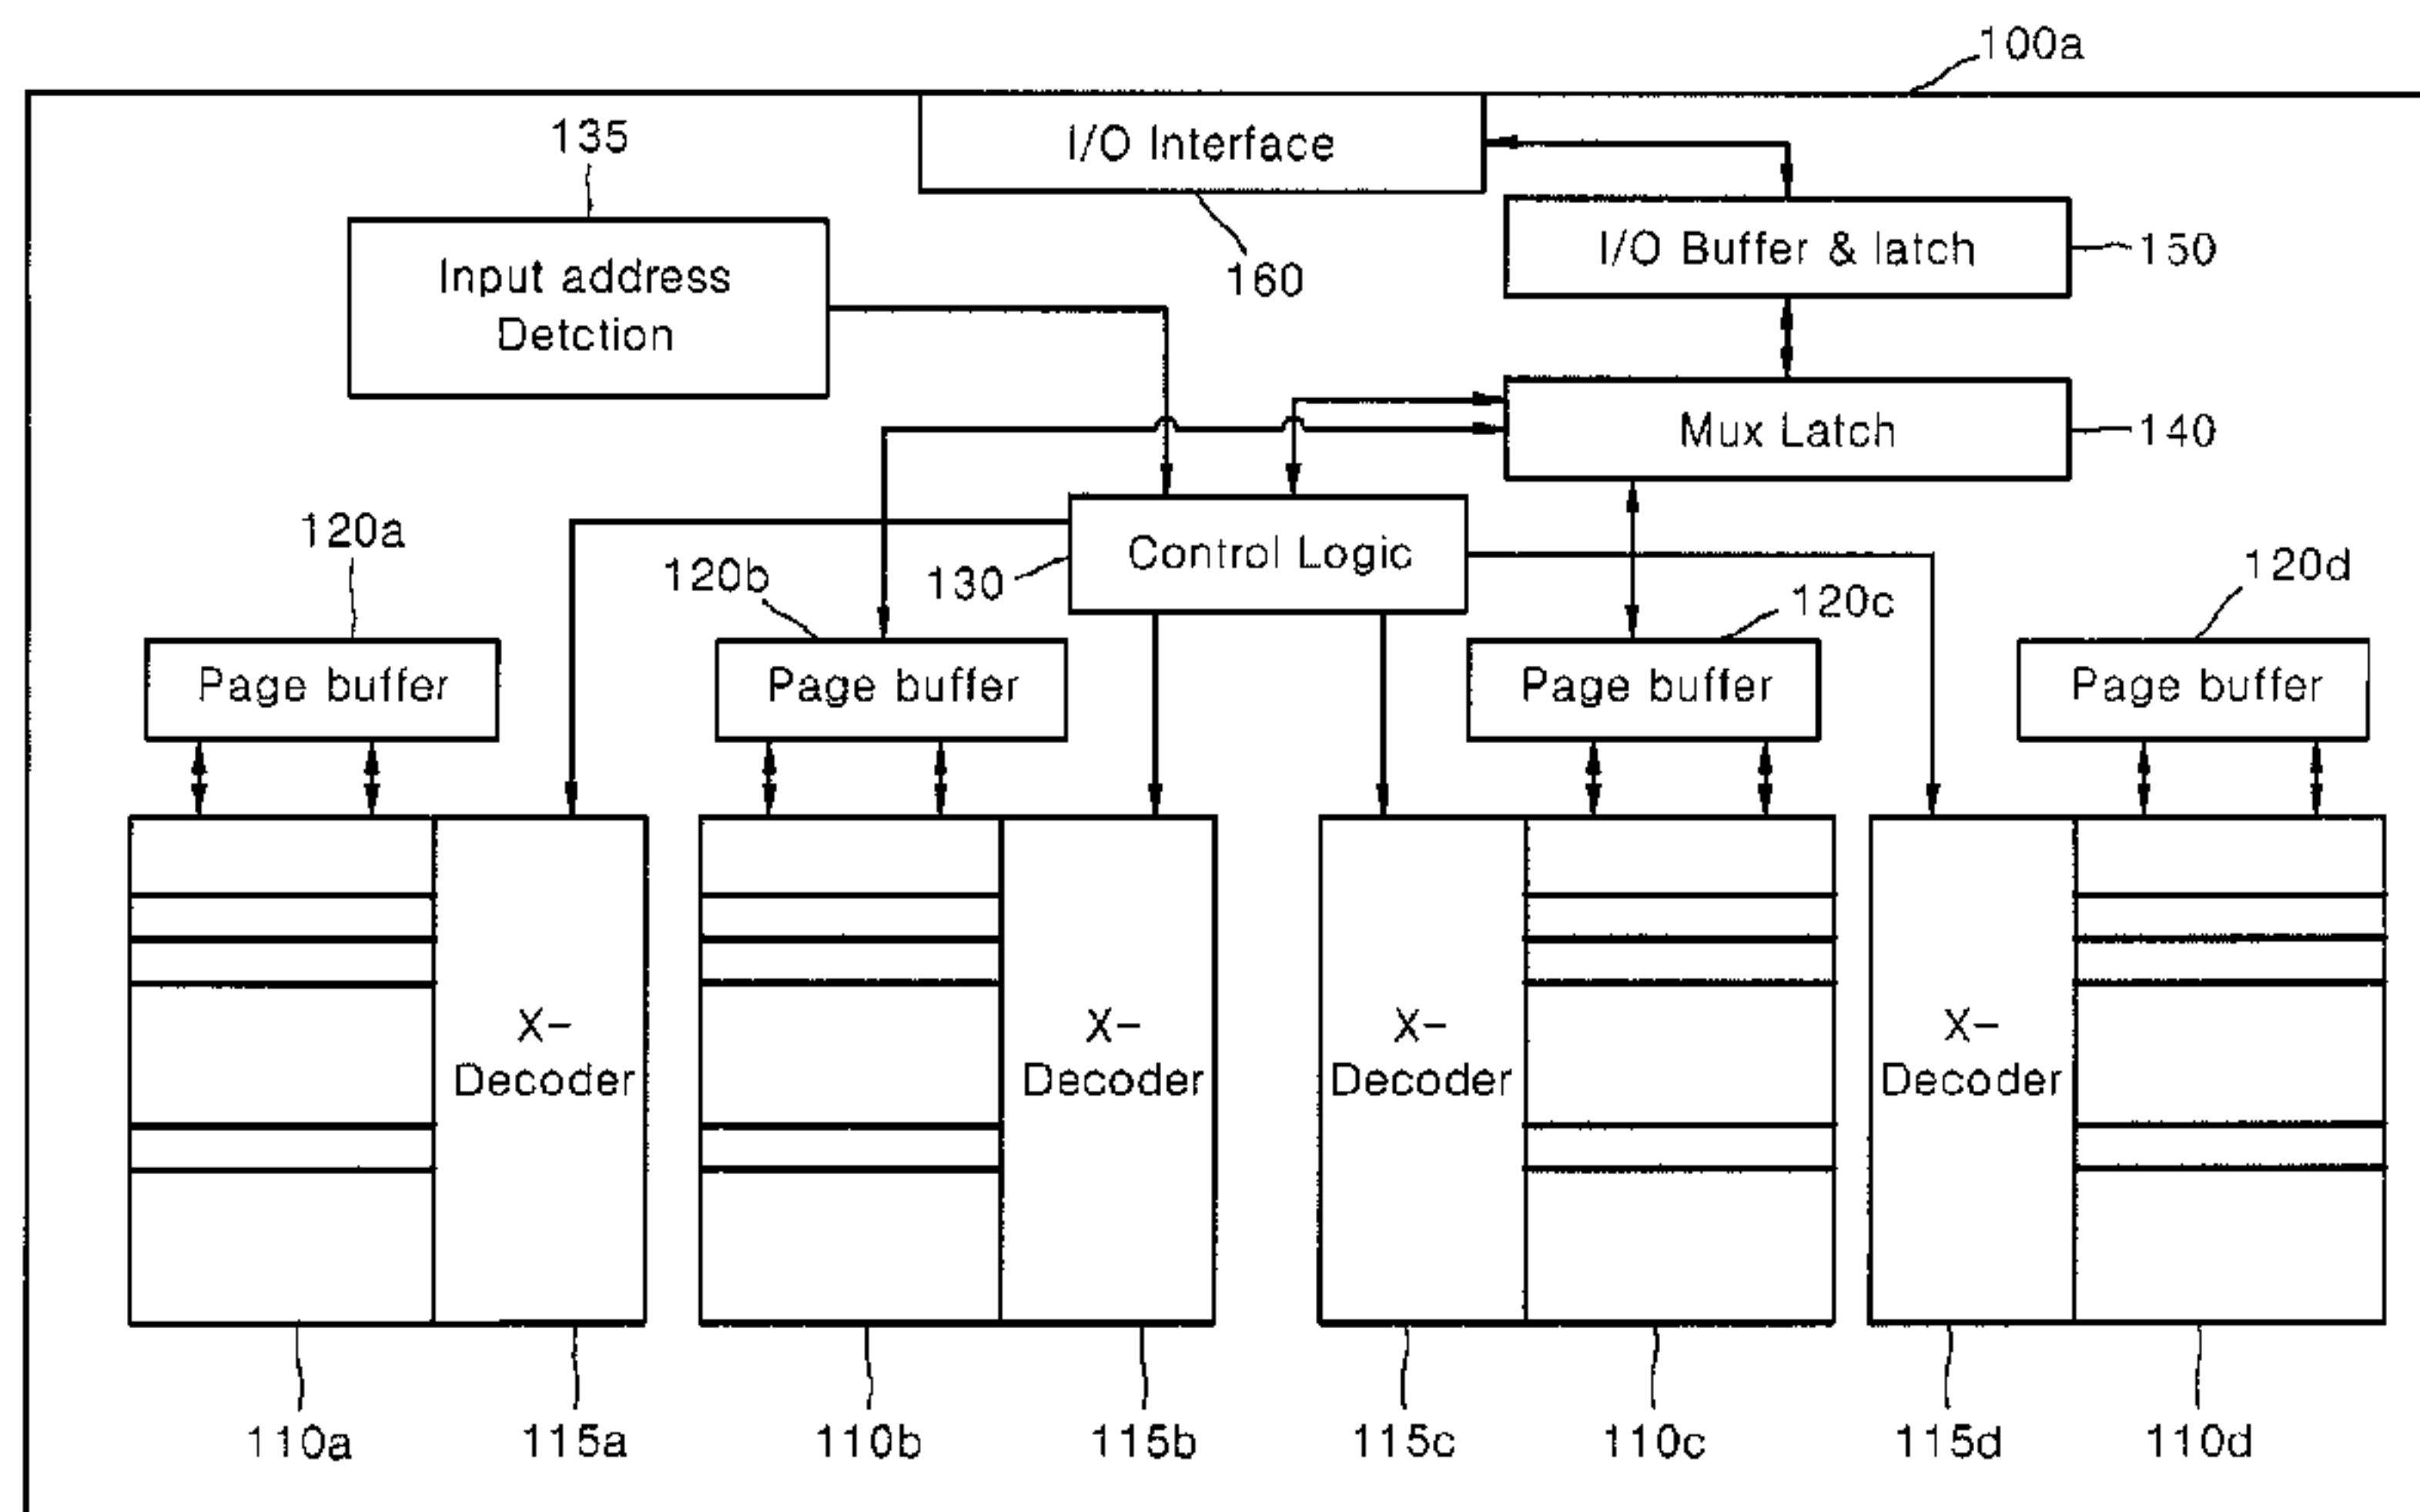 100a
135
I/O Interface
160
I/O Buffer & latch
150
Input address
Detction
Mux Latch
140
120a
120b
130
Control Logic
120c
120d
Page buffer
Page buffer
Page buffer
Page buffer
X-
Decoder
X-
Decoder
X-
Decoder
X-
Decoder
110a
115a
110b
115b
115c
110c
115d
110d